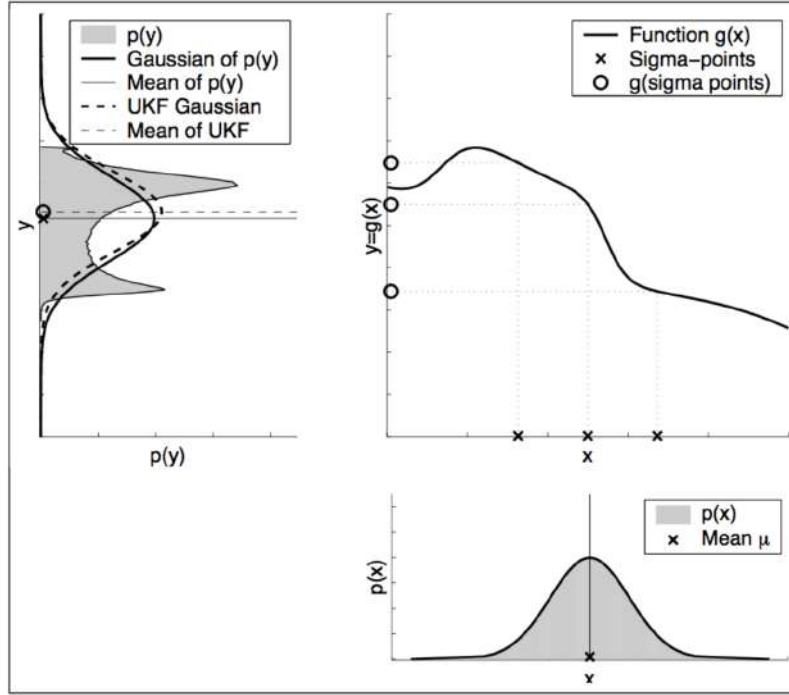 p(y)
Gaussian of p(y)
Mean of p(y)
UKF Gaussian
Mean of UKF
y
p(y)
Function g(x)
Sigma-points
g(sigma points)
y=g(x)
x
p(x)
Mean μ
p(x)
x